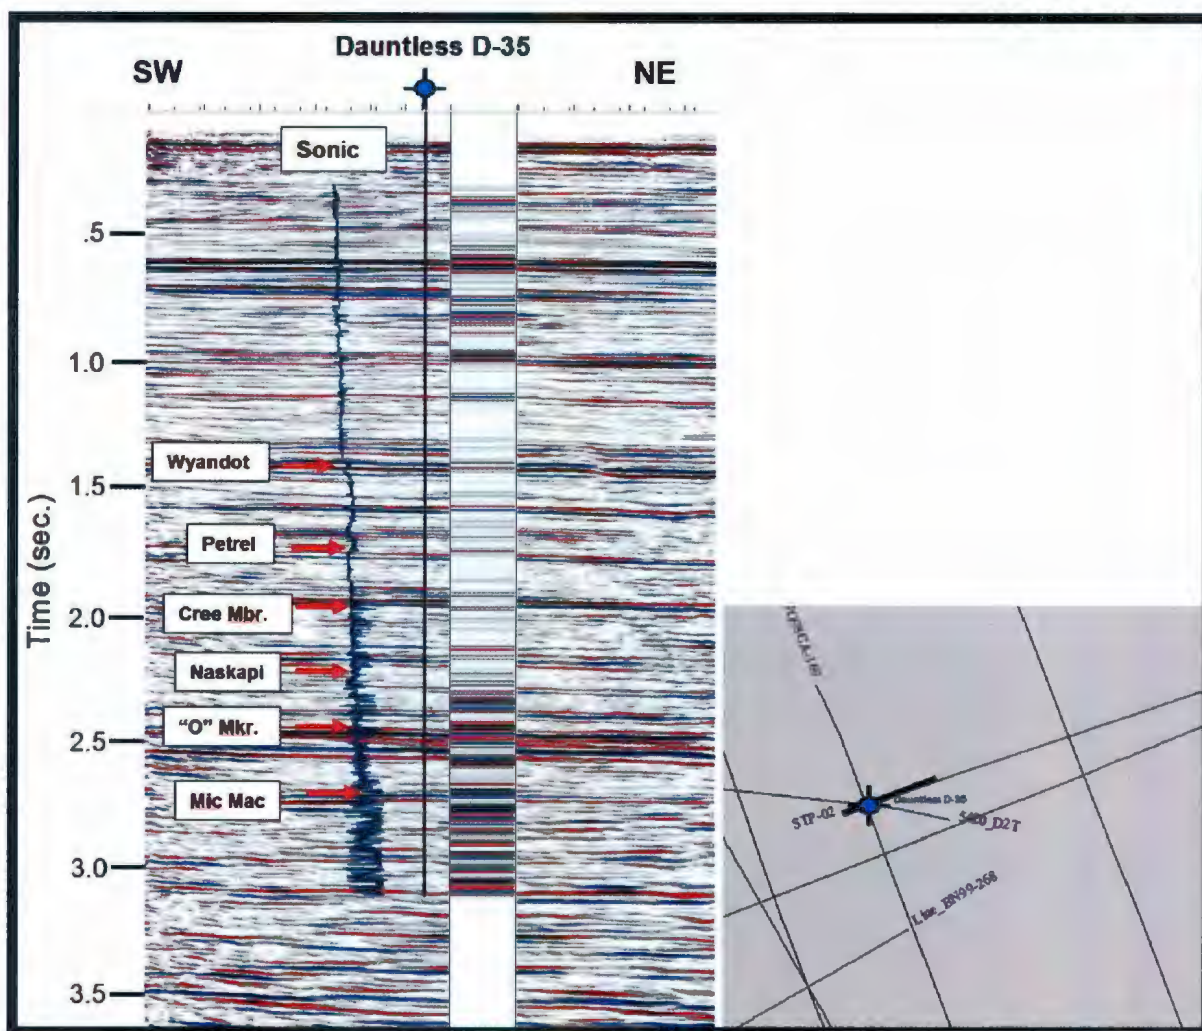 Dauntless D-35
SW
NE
Sonic
.5
1.0
Wyandot
1.5
Petrel
Cree Mbr.
2.0
Naskapi
"O" Mkr.
2.5
Mic Mac
3.0
3.5
Time (sec.)
STP-02
Dauntless D-35
5420_D2T
Line_BN99-268